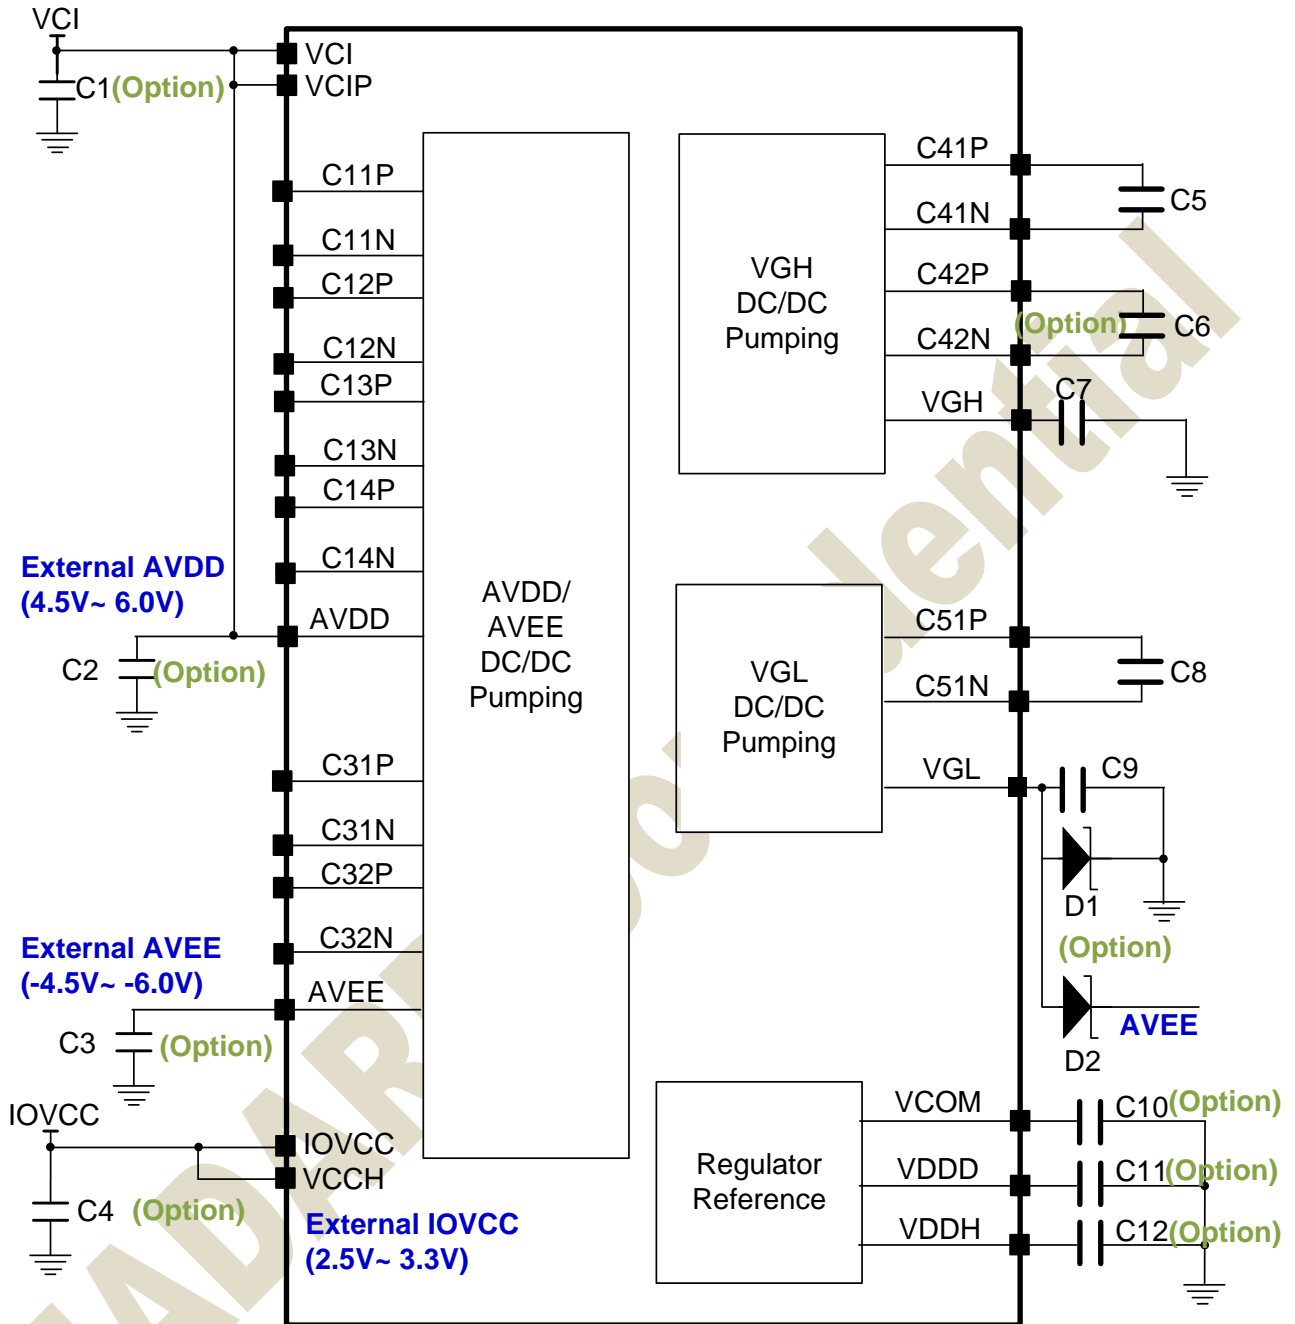 VCI
VCI
C1(Option)
VCIP
C11P
C11N
C12P
C12N
C13P
C13N
C14P
C14N
External AVDD
(4.5V~ 6.0V)
AVDD
C2 (Option)
AVDD/
AVEE
DC/DC
Pumping
C31P
C31N
C32P
C32N
External AVEE
(-4.5V~ -6.0V)
AVEE
C3 (Option)
IOVCC
IOVCC
VCCH
C4 (Option)
External IOVCC
(2.5V~ 3.3V)
VGH
DC/DC
Pumping
C41P
C5
C41N
C42P
(Option) C6
C42N
C7
VGH
VGL
DC/DC
Pumping
C51P
C8
C51N
VGL
C9
D1
(Option)
AVEE
D2
Regulator
Reference
VCOM
C10(Option)
VDDD
C11(Option)
VDDH
C12(Option)